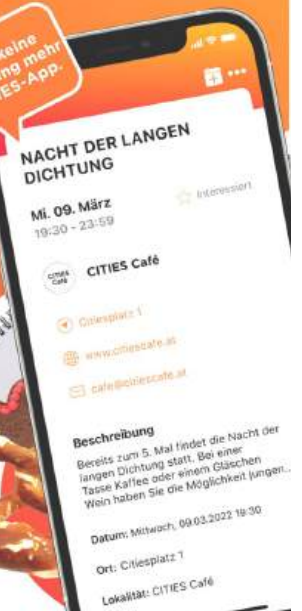 keine
ng mehr
ES-App.
NACHT DER LANGEN
DICHTUNG
Mi. 09. März
19:30 - 23:59
Interessiert
CITIES
Café
CITIES Café
Citiesplatz 1
www.citiescafe.at
cafe@citiescafe.at
Beschreibung
Bereits zum 5. Mal findet die Nacht der
langen Dichtung statt. Bei einer
Tasse Kaffee oder einem Gläschen
Wein haben Sie die Möglichkeit jungen...
Datum: Mittwoch, 09.03.2022 19:30
Ort: Citiesplatz 1
Lokalität: CITIES Café